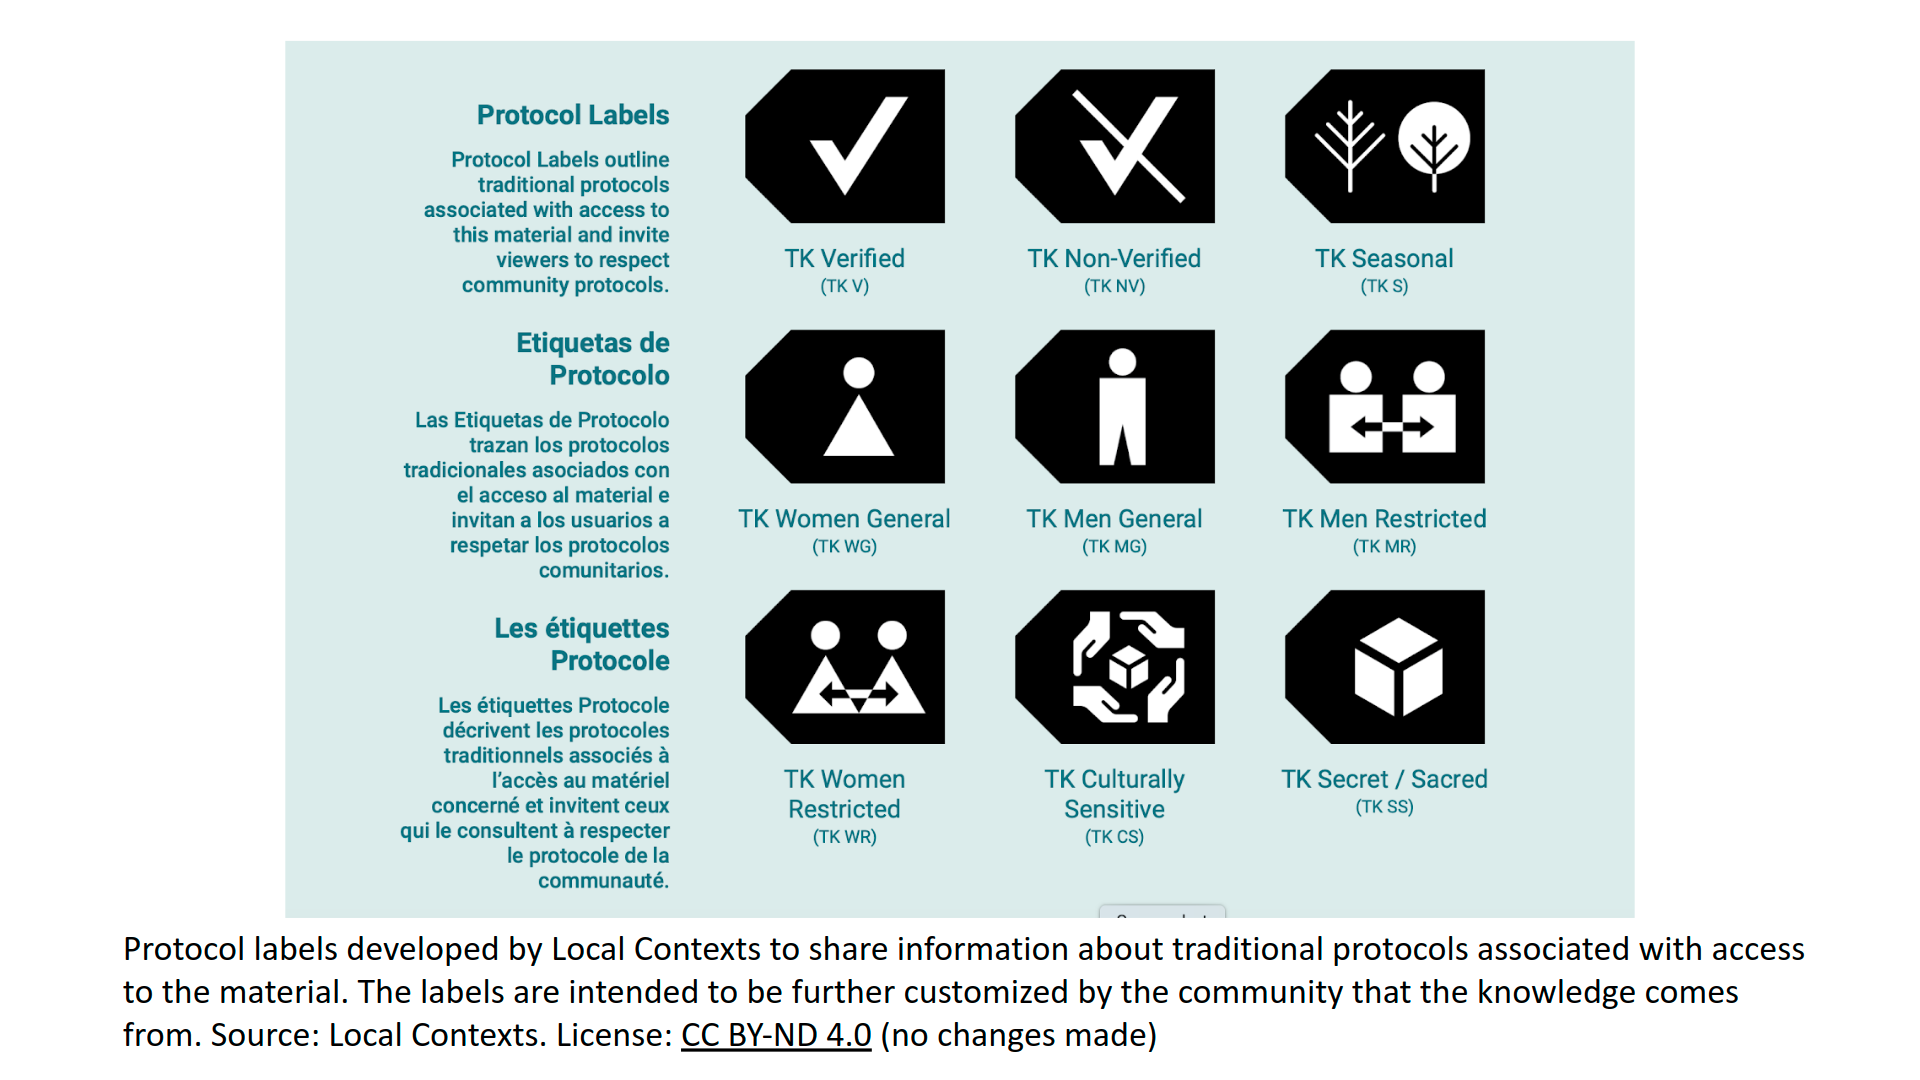 Protocol Labels
Protocol Labels outline
traditional protocols
associated with access to
this material and invite
viewers to respect
community protocols.
Etiquetas de
Protocolo
Las Etiquetas de Protocolo
trazan los protocolos
tradicionales asociados con
el acceso al material e
invitan a los usuarios a
respetar los protocolos
comunitarios.
Les étiquettes
Protocole
Les étiquettes Protocole
décrivent les protocoles
traditionnels associés à
l’accès au matériel
concerné et invitent ceux
qui le consultent à respecter
le protocole de la
communauté.
TK Verified
(TK V)
TK Non-Verified
(TK NV)
TK Seasonal
(TK S)
TK Women General
(TK WG)
TK Men General
(TK MG)
TK Men Restricted
(TK MR)
TK Women
Restricted
(TK WR)
TK Culturally
Sensitive
(TK CS)
TK Secret / Sacred
(TK SS)
Protocol labels developed by Local Contexts to share information about traditional protocols associated with access
to the material. The labels are intended to be further customized by the community that the knowledge comes
from. Source: Local Contexts. License: CC BY-ND 4.0 (no changes made)